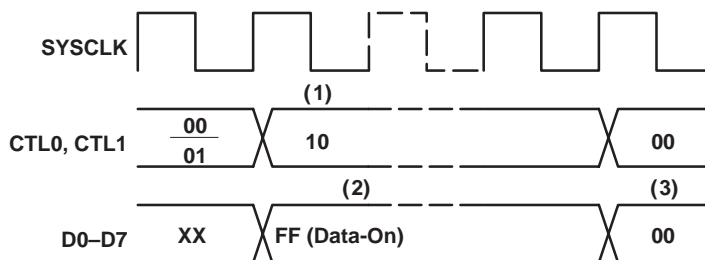 SYSCLK
(1)
CTL0, CTL1
00
01
10
00
(2)
(3)
D0–D7
XX
FF (Data-On)
00